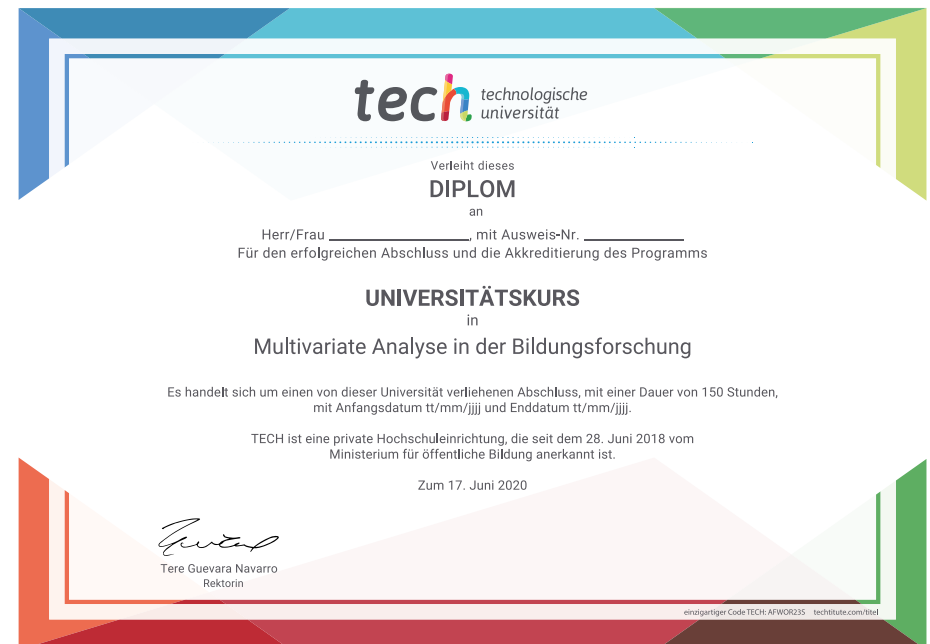 tech technologische
universität
Verleiht dieses
DIPLOM
an
Herr/Frau ____________________, mit Ausweis-Nr. __________________
Für den erfolgreichen Abschluss und die Akkreditierung des Programms
UNIVERSITÄTSKURS
in
Multivariate Analyse in der Bildungsforschung
Es handelt sich um einen von dieser Universität verliehenen Abschluss, mit einer Dauer von 150 Stunden,
mit Anfangsdatum tt/mm/jjjj und Enddatum tt/mm/jjjj.
TECH ist eine private Hochschuleinrichtung, die seit dem 28. Juni 2018 vom
Ministerium für öffentliche Bildung anerkannt ist.
Zum 17. Juni 2020
Tere Guevara Navarro
Rektorin
einzigartiger Code TECH: AFWOR23S techtitute.com/titel